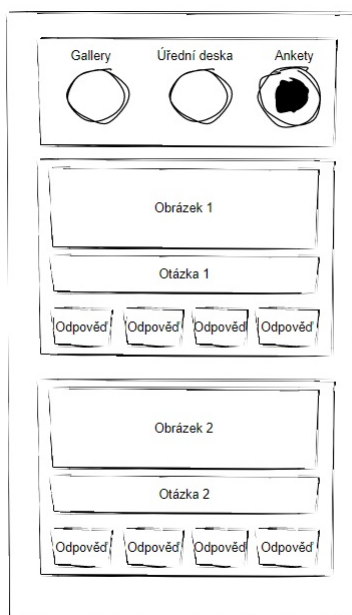 Gallery Úřední deska Ankety
Obrázek 1
Otázka 1
Odpověď Odpověď Odpověď Odpověď
Obrázek 2
Otázka 2
Odpověď Odpověď Odpověď Odpověď